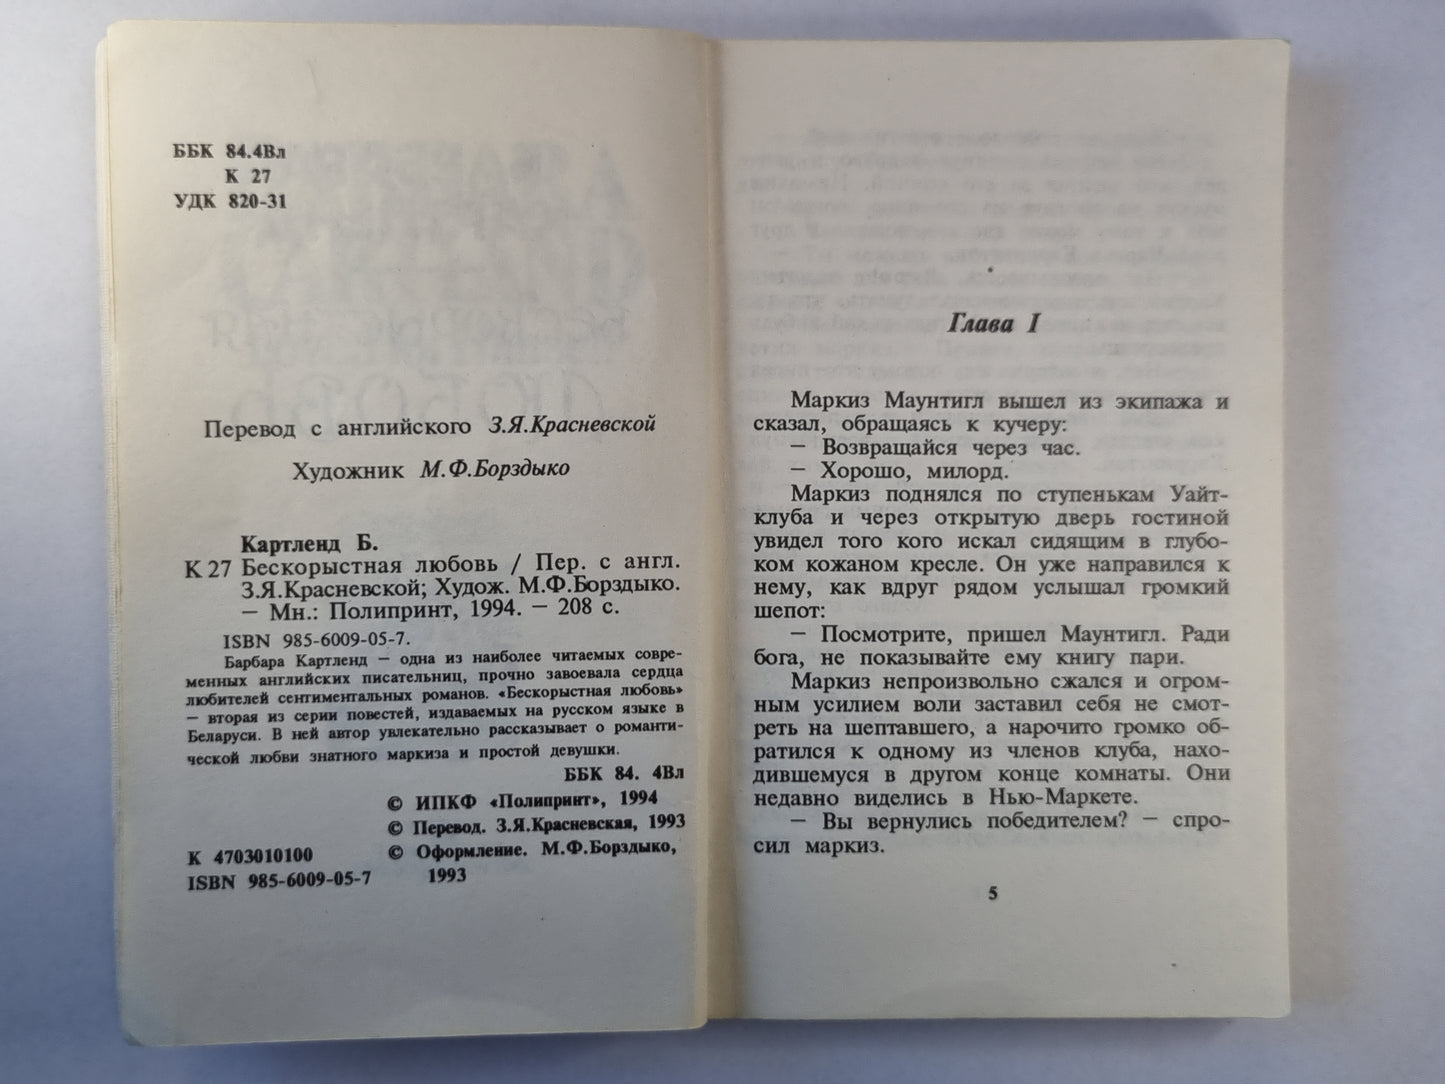 ББК 84.4Вл
К 27
УДК 820-31
Перевод с английского З.Я.Красневской
Художник М.Ф.Борздыко
Картленд Б.
К 27 Бескорыстная любовь / Пер. с англ.
З.Я.Красневской; Худож. М.Ф.Борздыко.
— Мн.: Полипринт, 1994. — 208 с.
ISBN 985-6009-05-7.
Барбара Картленд — одна из наиболее читаемых совре-
менных английских писательниц, прочно завоевала сердца
любителей сентиментальных романов. «Бескорыстная любовь»
— вторая из серии повестей, издаваемых на русском языке в
Беларуси. В ней автор увлекательно рассказывает о романти-
ческой любви знатного маркиза и простой девушки.
ББК 84. 4Вл
© ИПКФ «Полипринт», 1994
© Перевод. З.Я.Красневская, 1993
К 4703010100 © Оформление. М.Ф.Борздыко,
ISBN 985-6009-05-7 1993
Глава I
Маркиз Маунтигл вышел из экипажа и
сказал, обращаясь к кучеру:
— Возвращайся через час.
— Хорошо, милорд.
Маркиз поднялся по ступенькам Уайт-
клуба и через открытую дверь гостиной
увидел того кого искал сидящим в глубо-
ком кожаном кресле. Он уже направился к
нему, как вдруг рядом услышал громкий
шепот:
— Посмотрите, пришел Маунтигл. Ради
бога, не показывайте ему книгу пари.
Маркиз непроизвольно сжался и огром-
ным усилием воли заставил себя не смот-
реть на шептавшего, а нарочито громко об-
ратился к одному из членов клуба, нахо-
дившемуся в другом конце комнаты. Они
недавно виделись в Нью-Маркете.
— Вы вернулись победителем? — спро-
сил маркиз.
5